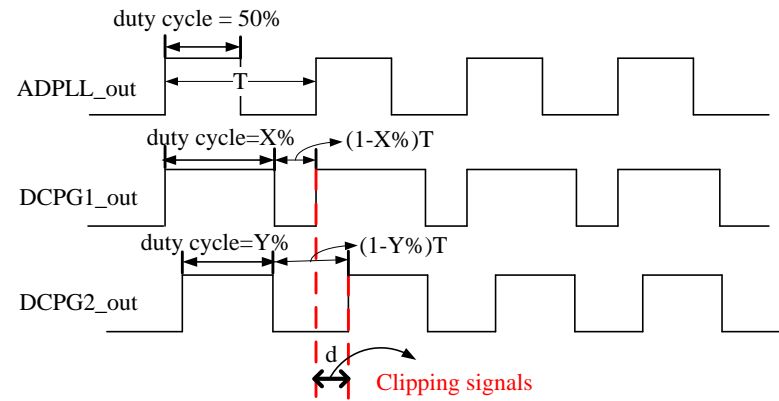 duty cycle = 50%
T
ADPLL_out
duty cycle=X%
(1-X%)T
DCPG1_out
duty cycle=Y%
(1-Y%)T
DCPG2_out
d
Clipping signals